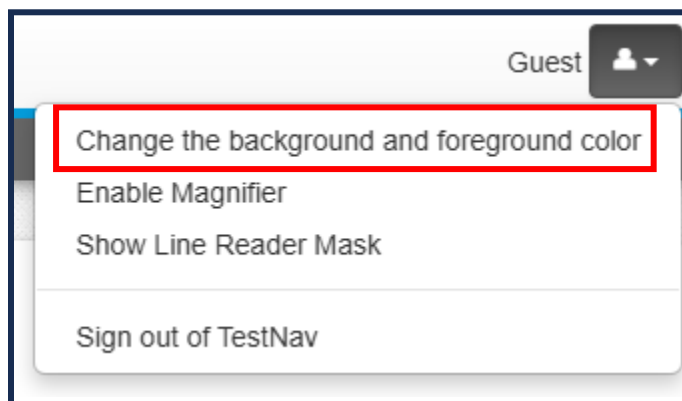 Guest
Change the background and foreground color
Enable Magnifier
Show Line Reader Mask
Sign out of TestNav